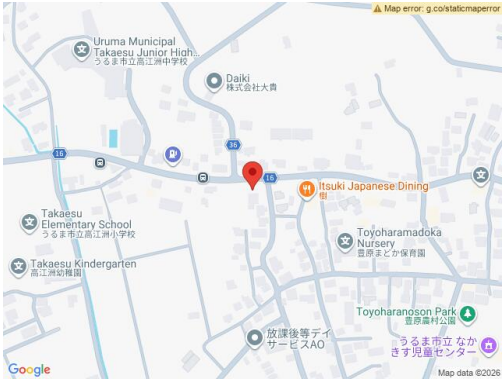 Map error: g.co/staticmaperror
Uruma Municipal
Takaesu Junior High...
うるま市立高江洲中学校
Daiki
株式会社大貴
36
16
16
Itsuki Japanese Dining
樹
Takaesu
Elementary School
うるま市立高江洲小学校
Toyoharamadoka
Nursery
豊原まどか保育園
Takaesu Kindergarten
高江洲幼稚園
Toyoharanoson Park
豊原農村公園
放課後等デイ
サービスAO
うるま市立 なか
きす児童センター
Google
Map data ©2026